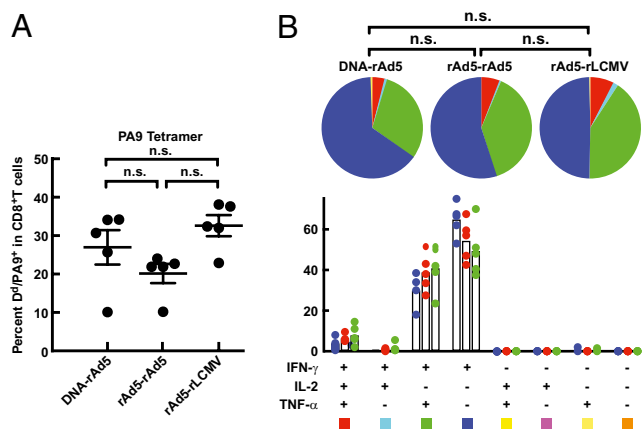 A
PA9 Tetramer
n.s.
n.s.
n.s.
Percent Dᵈ/PA9⁺ in CD8⁺T cells
50
40
30
20
10
0
DNA-rAd5
rAd5-rAd5
rAd5-rLCMV
B
n.s.
n.s.
n.s.
DNA-rAd5
rAd5-rAd5
rAd5-rLCMV
60
40
20
0
IFN-γ + + + + - - - -
IL-2 + + - - + + - -
TNF-α + - + - + - + -